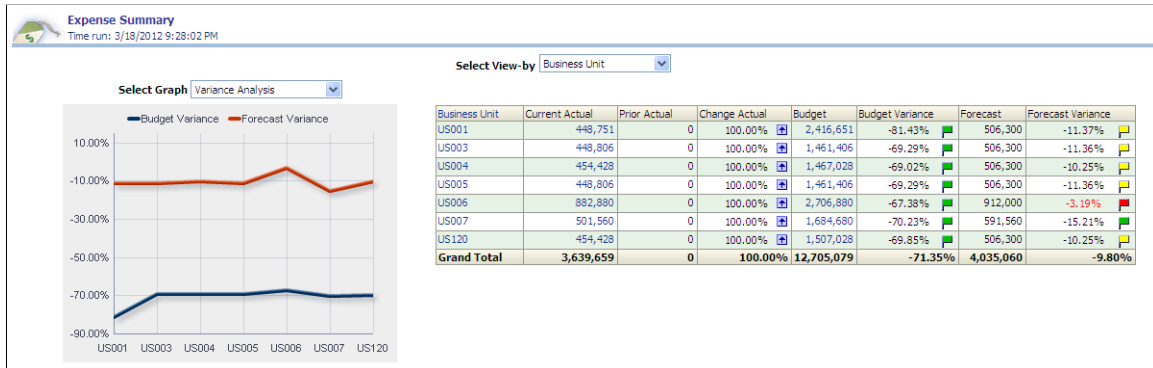 Expense Summary
Time run: 3/18/2012 9:28:02 PM
Select View-by Business Unit
Select Graph Variance Analysis
Budget Variance Forecast Variance
10.00%
-10.00%
-30.00%
-50.00%
-70.00%
-90.00%
US001 US003 US004 US005 US006 US007 US120
Business Unit Current Actual Prior Actual Change Actual Budget Budget Variance Forecast Forecast Variance
US001 448,751 0 100.00% 2,416,651 -81.43% 506,300 -11.37%
US003 448,806 0 100.00% 1,461,406 -69.29% 506,300 -11.36%
US004 454,428 0 100.00% 1,467,028 -69.02% 506,300 -10.25%
US005 448,806 0 100.00% 1,461,406 -69.29% 506,300 -11.36%
US006 882,880 0 100.00% 2,706,880 -67.38% 912,000 -3.19%
US007 501,560 0 100.00% 1,684,680 -70.23% 591,560 -15.21%
US120 454,428 0 100.00% 1,507,028 -69.85% 506,300 -10.25%
Grand Total 3,639,659 0 100.00% 12,705,079 -71.35% 4,035,060 -9.80%